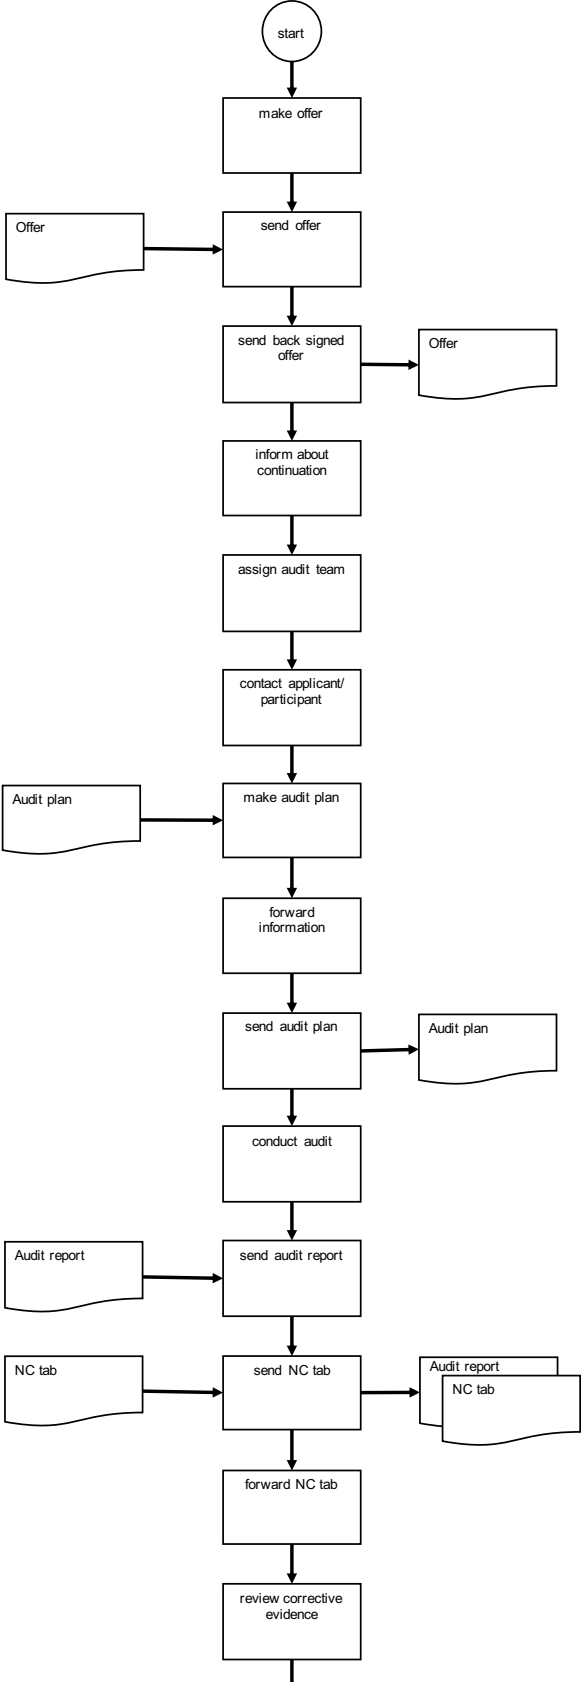 start
make offer
Offer
send offer
send back signed
offer
Offer
inform about
continuation
assign audit team
contact applicant/
participant
Audit plan
make audit plan
forward
information
send audit plan
Audit plan
conduct audit
Audit report
send audit report
NC tab
send NC tab
Audit report
NC tab
forward NC tab
review corrective
evidence